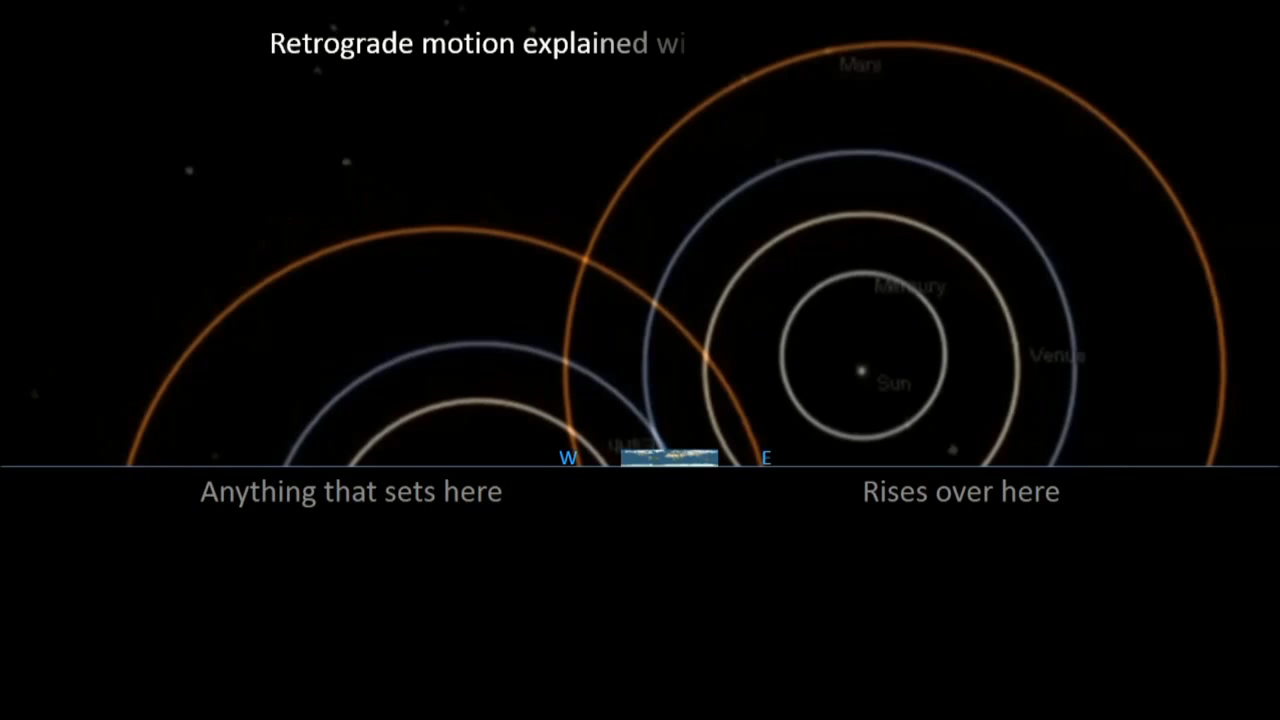 Retrograde motion explained wi
Mars
Mercury
Venus
Sun
W
E
Anything that sets here
Rises over here